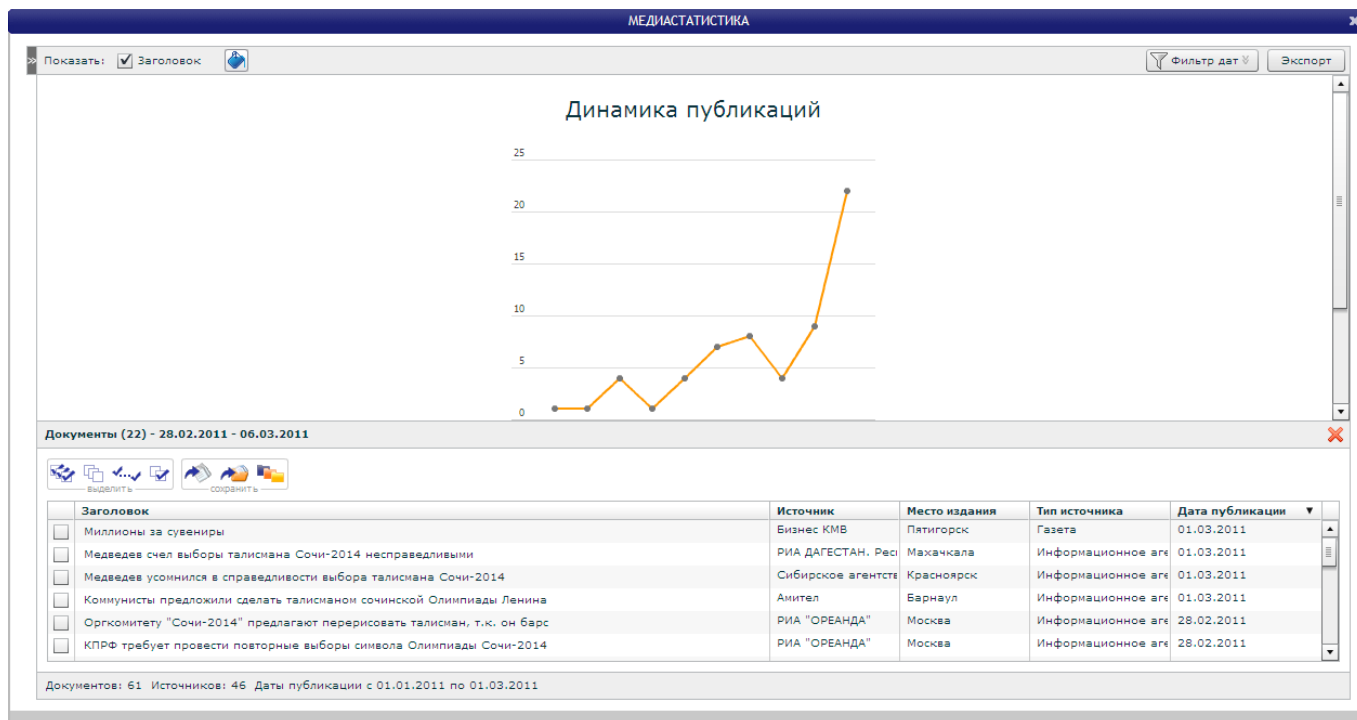 МЕДИАСТАТИСТИКА
Показать: Заголовок Фильтр дат Экспорт
Динамика публикаций
25
20
15
10
5
0
Документы (22) - 28.02.2011 - 06.03.2011
выделить сохранить
Заголовок Источник Место издания Тип источника Дата публикации
Миллионы за сувениры Бизнес КМВ Пятигорск Газета 01.03.2011
Медведев счел выборы талисмана Сочи-2014 несправедливыми РИА ДАГЕСТАН. Рес Махачкала Информационное аге 01.03.2011
Медведев усомнился в справедливости выбора талисмана Сочи-2014 Сибирское агентств Красноярск Информационное аге 01.03.2011
Коммунисты предложили сделать талисманом сочинской Олимпиады Ленина Амител Барнаул Информационное аге 01.03.2011
Оргкомитету "Сочи-2014" предлагают перерисовать талисман, т.к. он барс РИА "ОРЕАНДА" Москва Информационное аге 28.02.2011
КПРФ требует провести повторные выборы символа Олимпиады Сочи-2014 РИА "ОРЕАНДА" Москва Информационное аге 28.02.2011
Документов: 61 Источников: 46 Даты публикации с 01.01.2011 по 01.03.2011